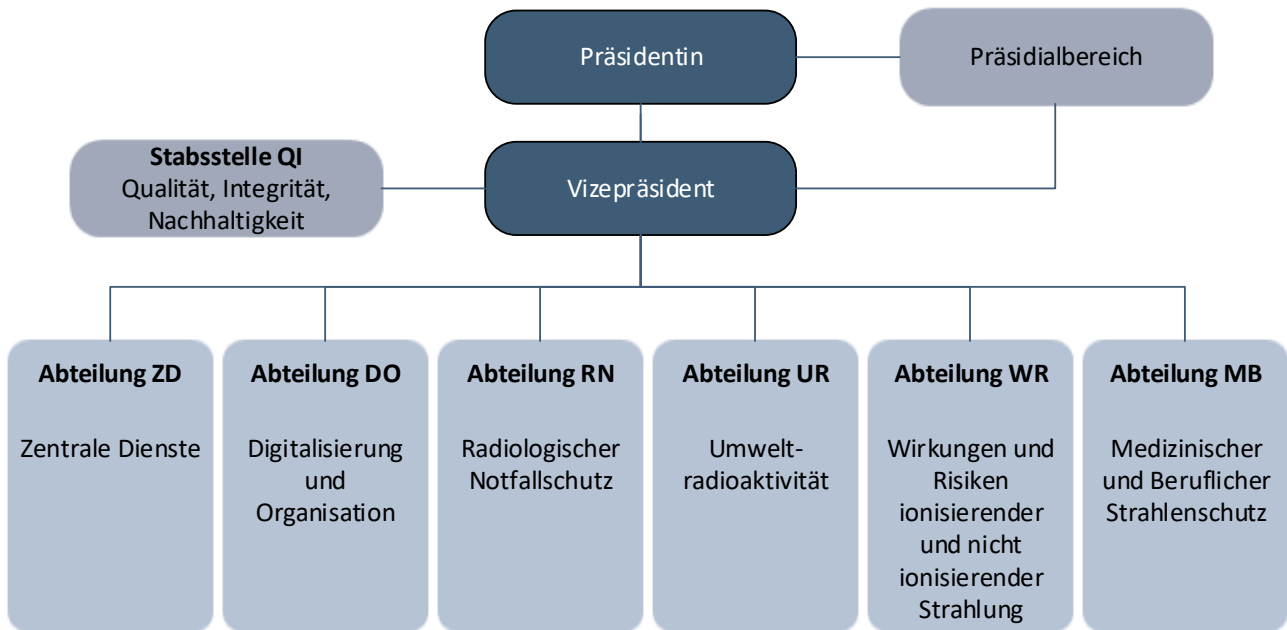 Präsidentin
Präsidialbereich
Stabsstelle QI
Qualität, Integrität,
Nachhaltigkeit
Vizepräsident
Abteilung ZD
Zentrale Dienste
Abteilung DO
Digitalisierung
und
Organisation
Abteilung RN
Radiologischer
Notfallschutz
Abteilung UR
Umwelt-
radioaktivität
Abteilung WR
Wirkungen und
Risiken
ionisierender
und nicht
ionisierender
Strahlung
Abteilung MB
Medizinischer
und Beruflicher
Strahlenschutz